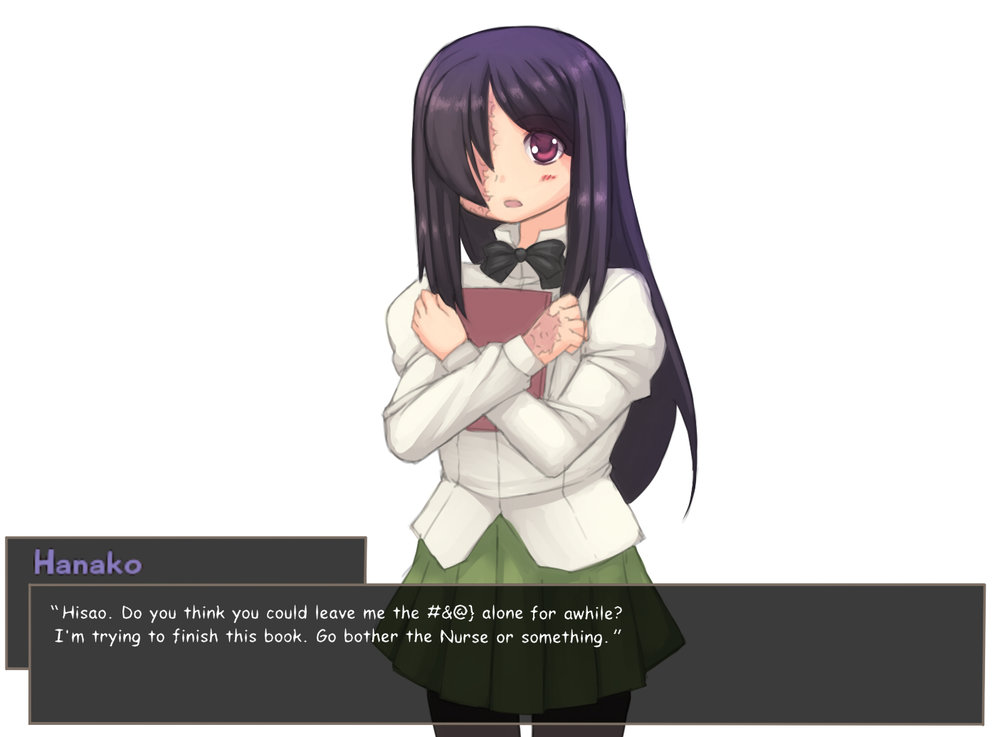 Hanako
“Hisao. Do you think you could leave me the #&@} alone for awhile?
I'm trying to finish this book. Go bother the Nurse or something.”